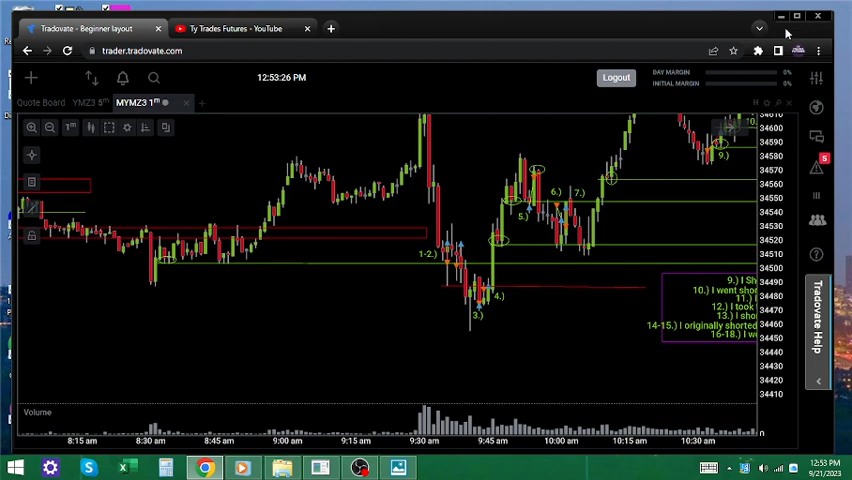 Tradovate - Beginner layout
Ty Trades Futures - YouTube
trader.tradovate.com
12:53:26 PM
Logout
DAY MARGIN 0%
INITIAL MARGIN 0%
Quote Board YMZ3 5m MYMZ3 1m
H
1m
5
34610
34600
34580
34570
34560
34550
34540
34530
34520
34510
34500
34490
34480
34470
34460
34450
34440
34430
34420
34410
0
10.
9.)
6.)
7.)
5.)
1-2.)
4.)
3.)
9.) I Sh
10.) I went shor
11.) I
12.) I took
13.) I sho
14-15.) I originally shorted
16-18.) I we
Tradovate Help
Volume
8:15 am 8:30 am 8:45 am 9:00 am 9:15 am 9:30 am 9:45 am 10:00 am 10:15 am 10:30 am
12:53 PM
9/21/2023